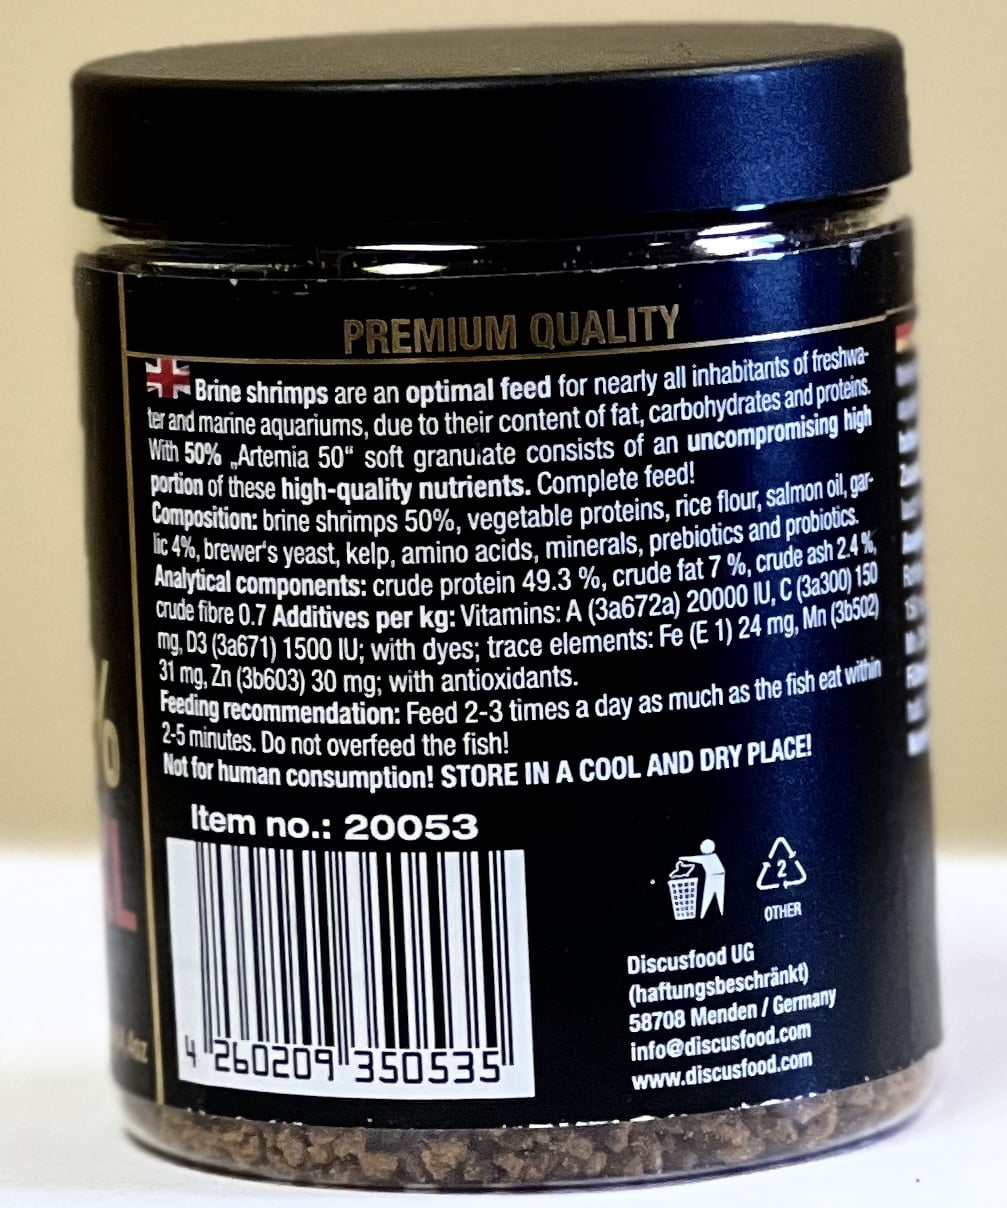 PREMIUM QUALITY
Brine shrimps are an optimal feed for nearly all inhabitants of freshwa-
ter and marine aquariums, due to their content of fat, carbohydrates and proteins.
With 50% „Artemia 50“ soft granulate consists of an uncompromising high
portion of these high-quality nutrients. Complete feed!
Composition: brine shrimps 50%, vegetable proteins, rice flour, salmon oil, gar-
lic 4%, brewer's yeast, kelp, amino acids, minerals, prebiotics and probiotics.
Analytical components: crude protein 49.3 %, crude fat 7 %, crude ash 2.4 %,
crude fibre 0.7 Additives per kg: Vitamins: A (3a672a) 20000 IU, C (3a300) 150
mg, D3 (3a671) 1500 IU; with dyes; trace elements: Fe (E 1) 24 mg, Mn (3b502)
31 mg, Zn (3b603) 30 mg; with antioxidants.
Feeding recommendation: Feed 2-3 times a day as much as the fish eat within
2-5 minutes. Do not overfeed the fish!
Not for human consumption! STORE IN A COOL AND DRY PLACE!
Item no.: 20053
4 260209 350535
2
OTHER
Discusfood UG
(haftungsbeschränkt)
58708 Menden / Germany
info@discusfood.com
www.discusfood.com